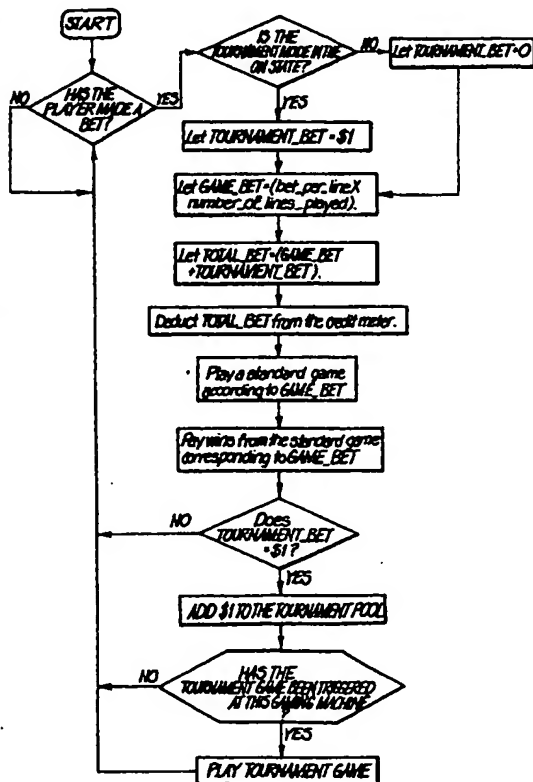 START
HAS THE
PLAYER MADE A
BET?
NO
YES
IS THE
TOURNAMENT MODE IN THE
ON STATE?
NO
Let TOURNAMENT_BET=0
YES
Let TOURNAMENT_BET = $1
Let GAME_BET=(bet_per_line X
number_of_lines_played).
Let TOTAL_BET=(GAME_BET
+TOURNAMENT_BET).
Deduct TOTAL_BET from the credit meter.
Play a standard game
according to GAME_BET
Pay wins from the standard game
corresponding to GAME_BET
NO
Does
TOURNAMENT_BET
= $1?
YES
ADD $1 TO THE TOURNAMENT POOL
NO
HAS THE
TOURNAMENT GAME BEEN TRIGGERED
AT THIS GAMING MACHINE
?
YES
PLAY TOURNAMENT GAME